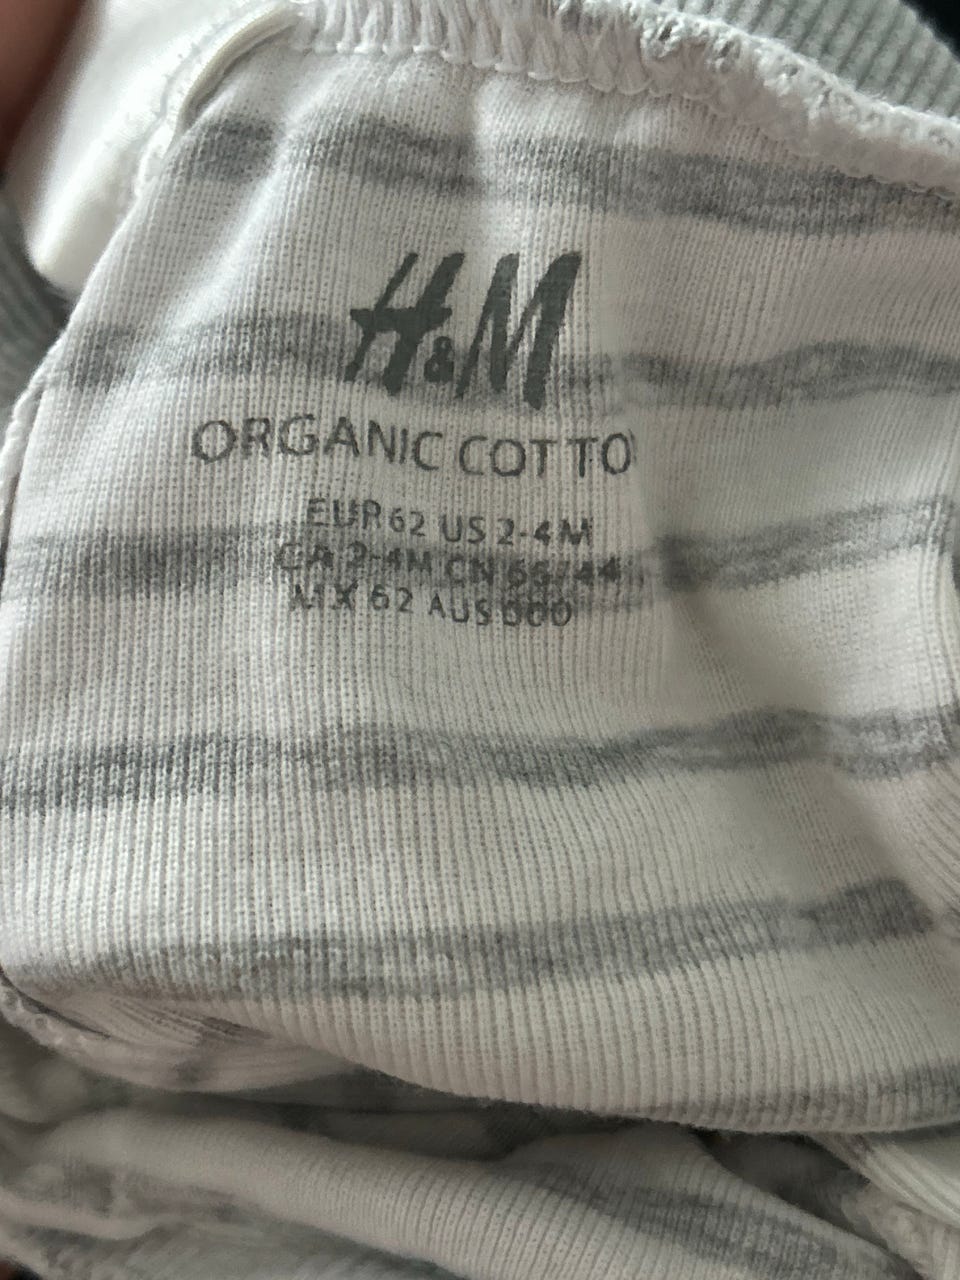 H&M
ORGANIC COTTO
EUR 62 US 2-4M
CA 2-4M CN 66/44
MX 62 AUS 000